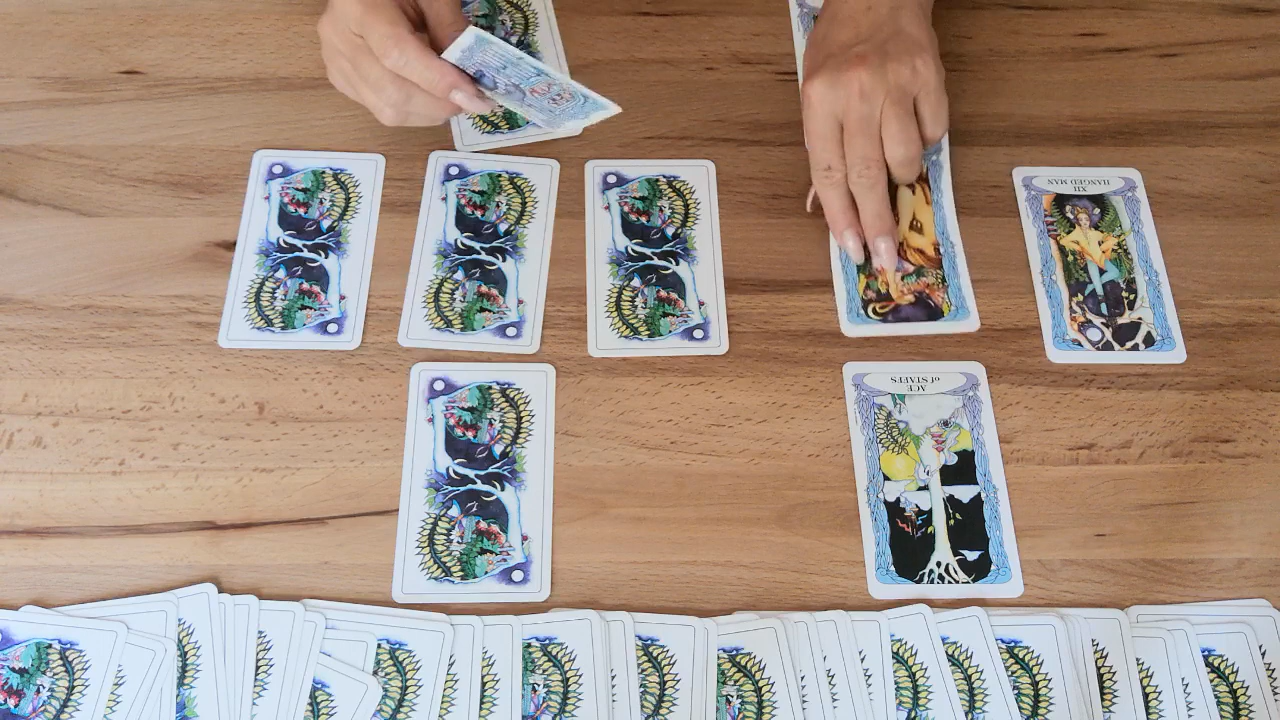 XII
HANGED MAN
ACE
of STAFFS